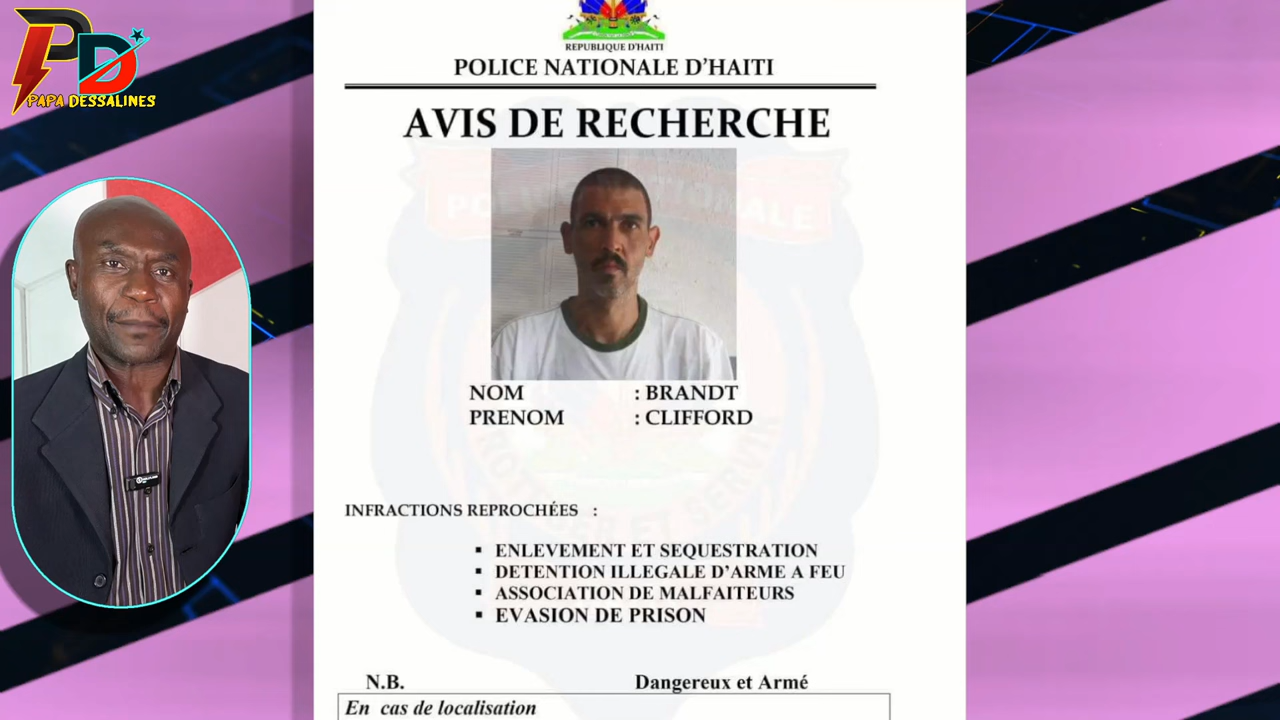 PD
PAPA DESSALINES
REPUBLIQUE D'HAITI
POLICE NATIONALE D'HAITI
AVIS DE RECHERCHE
NOM : BRANDT
PRENOM : CLIFFORD
INFRACTIONS REPROCHÉES :
▪ ENLEVEMENT ET SEQUESTRATION
▪ DETENTION ILLEGALE D'ARME A FEU
▪ ASSOCIATION DE MALFAITEURS
▪ EVASION DE PRISON
N.B. Dangereux et Armé
En cas de localisation